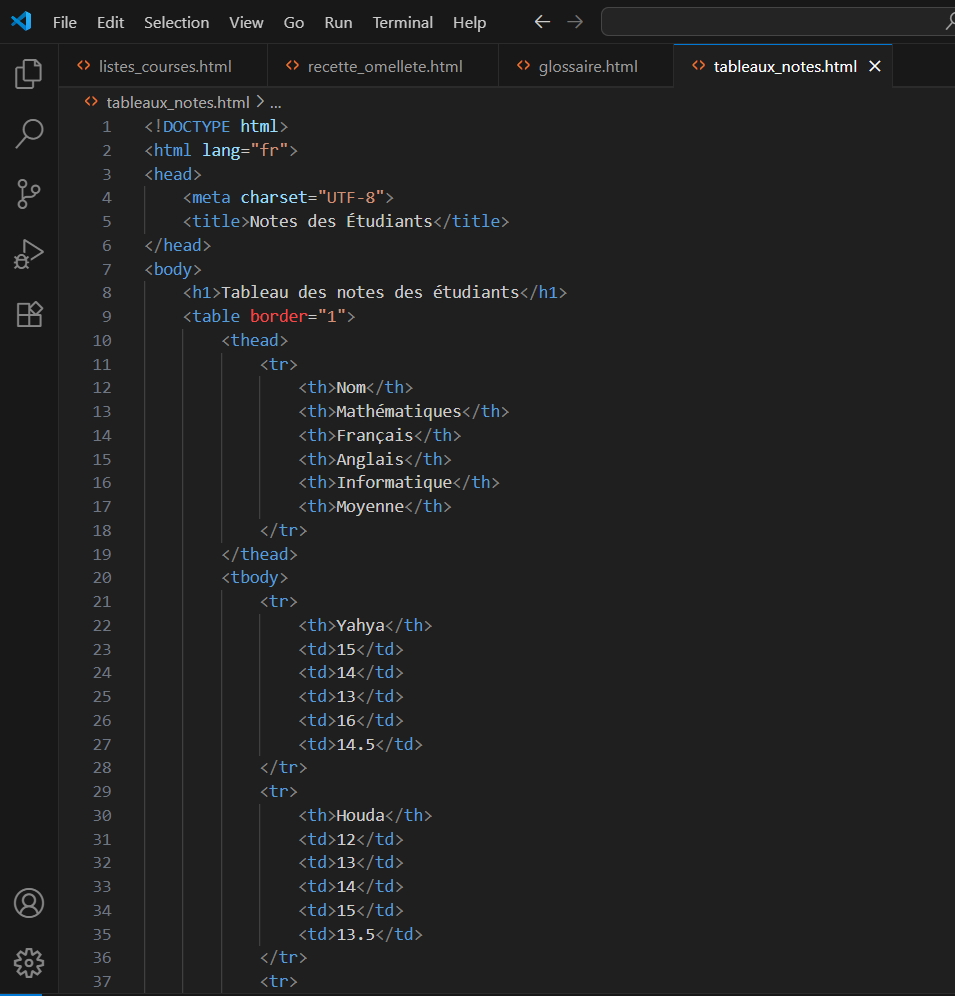 File Edit Selection View Go Run Terminal Help
listes_courses.html recette_omellete.html glossaire.html tableaux_notes.html
tableaux_notes.html > ...
1 <!DOCTYPE html>
2 <html lang="fr">
3 <head>
4 <meta charset="UTF-8">
5 <title>Notes des Étudiants</title>
6 </head>
7 <body>
8 <h1>Tableau des notes des étudiants</h1>
9 <table border="1">
10 <thead>
11 <tr>
12 <th>Nom</th>
13 <th>Mathématiques</th>
14 <th>Français</th>
15 <th>Anglais</th>
16 <th>Informatique</th>
17 <th>Moyenne</th>
18 </tr>
19 </thead>
20 <tbody>
21 <tr>
22 <th>Yahya</th>
23 <td>15</td>
24 <td>14</td>
25 <td>13</td>
26 <td>16</td>
27 <td>14.5</td>
28 </tr>
29 <tr>
30 <th>Houda</th>
31 <td>12</td>
32 <td>13</td>
33 <td>14</td>
34 <td>15</td>
35 <td>13.5</td>
36 </tr>
37 <tr>